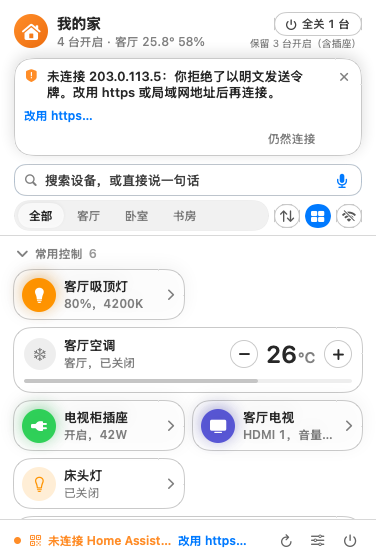 我的家
全关 1 台
4 台开启 · 客厅 25.8° 58%
保留 3 台开启（含插座）
未连接 203.0.113.5：你拒绝了以明文发送令
牌。改用 https 或局域网地址后再连接。
改用 https...
仍然连接
搜索设备，或直接说一句话
全部 客厅 卧室 书房
常用控制 6
客厅吸顶灯
80%，4200K
客厅空调
客厅，已关闭
26°C
电视柜插座
开启，42W
客厅电视
HDMI 1，音量...
床头灯
已关闭
未连接 Home Assist... 改用 https...